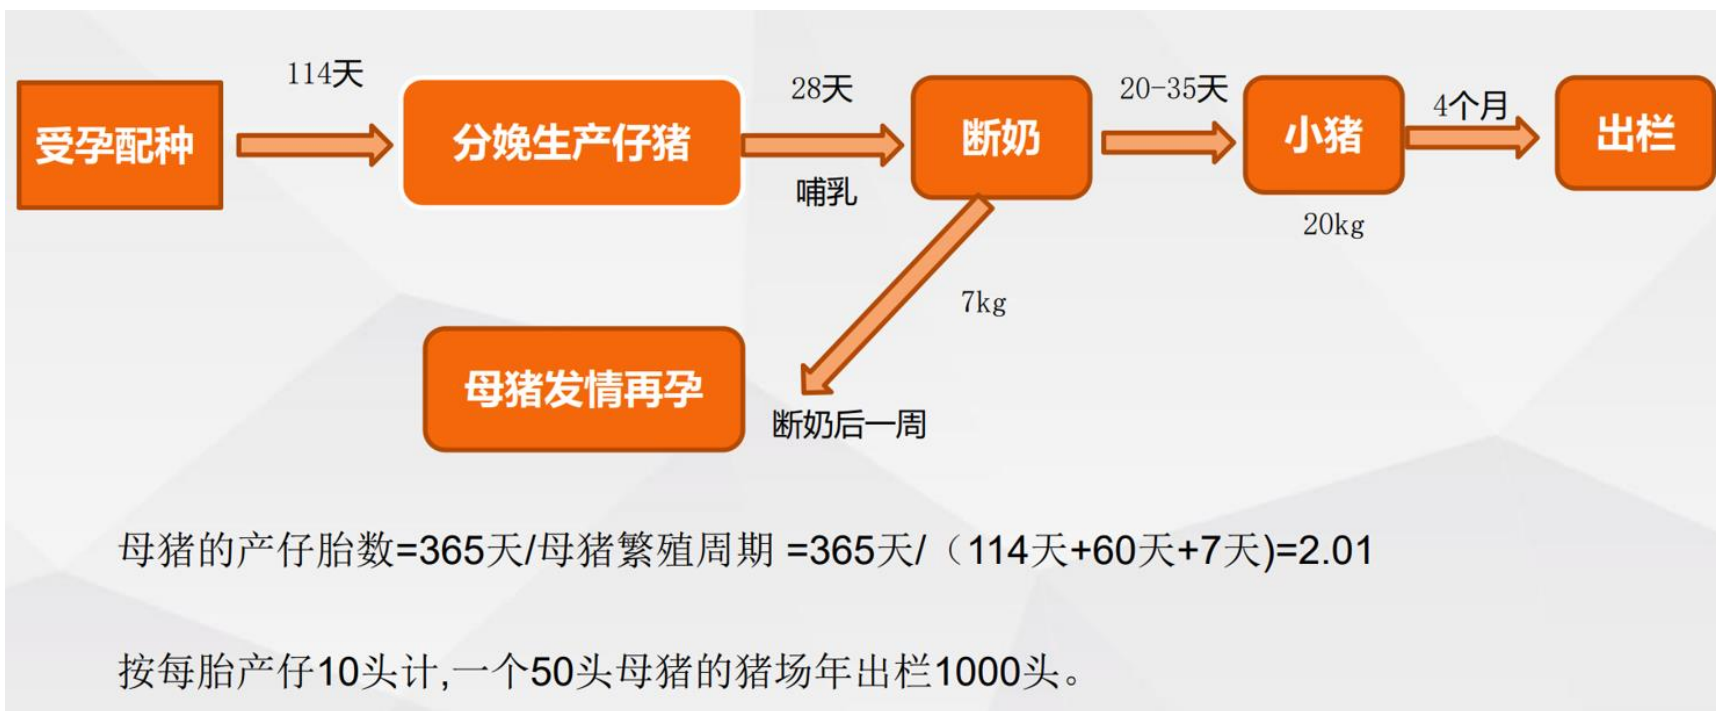 114天
28天
20-35天
4个月
受孕配种
分娩生产仔猪
断奶
小猪
出栏
哺乳
20kg
7kg
母猪发情再孕
断奶后一周
母猪的产仔胎数=365天/母猪繁殖周期 =365天/（114天+60天+7天)=2.01
按每胎产仔10头计,一个50头母猪的猪场年出栏1000头。